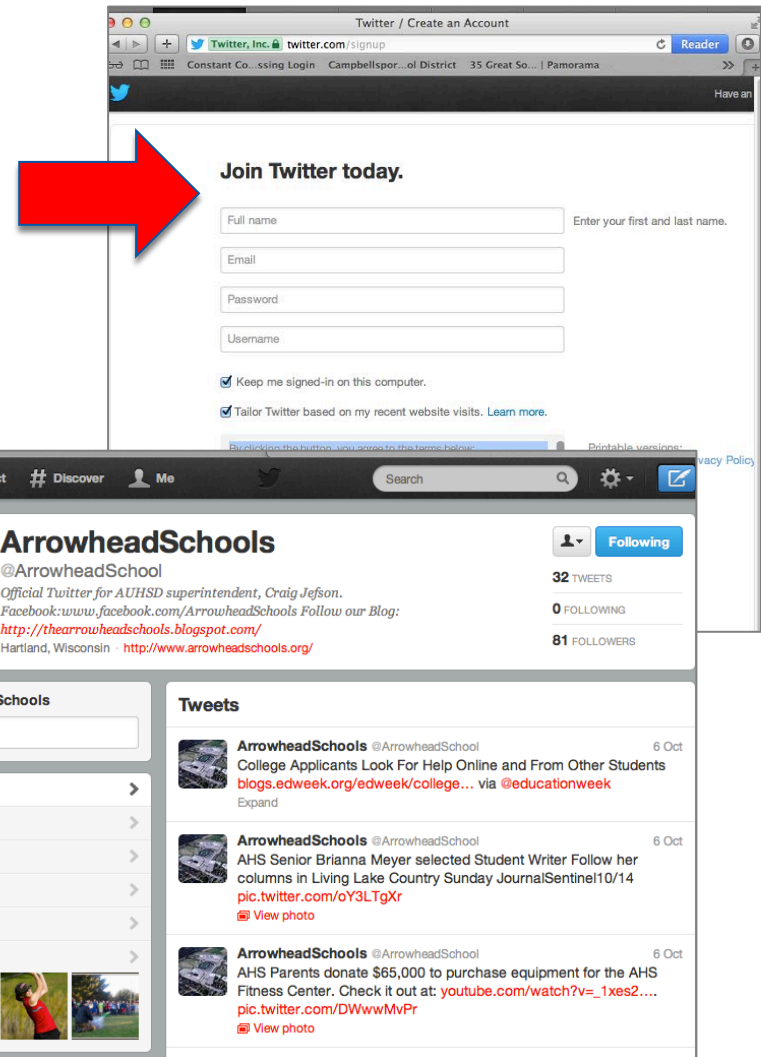 Twitter / Create an Account
Twitter, Inc. twitter.com/signup
Reader
Constant Co...ssing Login Campbellspor...ol District 35 Great So... | Pamorama
Have an
Join Twitter today.
Full name
Enter your first and last name.
Email
Password
Username
Keep me signed-in on this computer.
Tailor Twitter based on my recent website visits. Learn more.
By clicking the button, you agree to the terms below:
Printable versions:
vacy Policy
ct # Discover Me
Search
ArrowheadSchools
Following
@ArrowheadSchool
Official Twitter for AUHSD superintendent, Craig Jefson.
Facebook:www.facebook.com/ArrowheadSchools Follow our Blog:
http://thearrowheadschools.blogspot.com/
Hartland, Wisconsin · http://www.arrowheadschools.org/
32 TWEETS
0 FOLLOWING
81 FOLLOWERS
Schools
Tweets
ArrowheadSchools @ArrowheadSchool 6 Oct
College Applicants Look For Help Online and From Other Students
blogs.edweek.org/edweek/college... via @educationweek
Expand
ArrowheadSchools @ArrowheadSchool 6 Oct
AHS Senior Brianna Meyer selected Student Writer Follow her
columns in Living Lake Country Sunday JournalSentinel10/14
pic.twitter.com/oY3LTgXr
View photo
ArrowheadSchools @ArrowheadSchool 6 Oct
AHS Parents donate $65,000 to purchase equipment for the AHS
Fitness Center. Check it out at: youtube.com/watch?v=_1xes2....
pic.twitter.com/DWwwMvPr
View photo